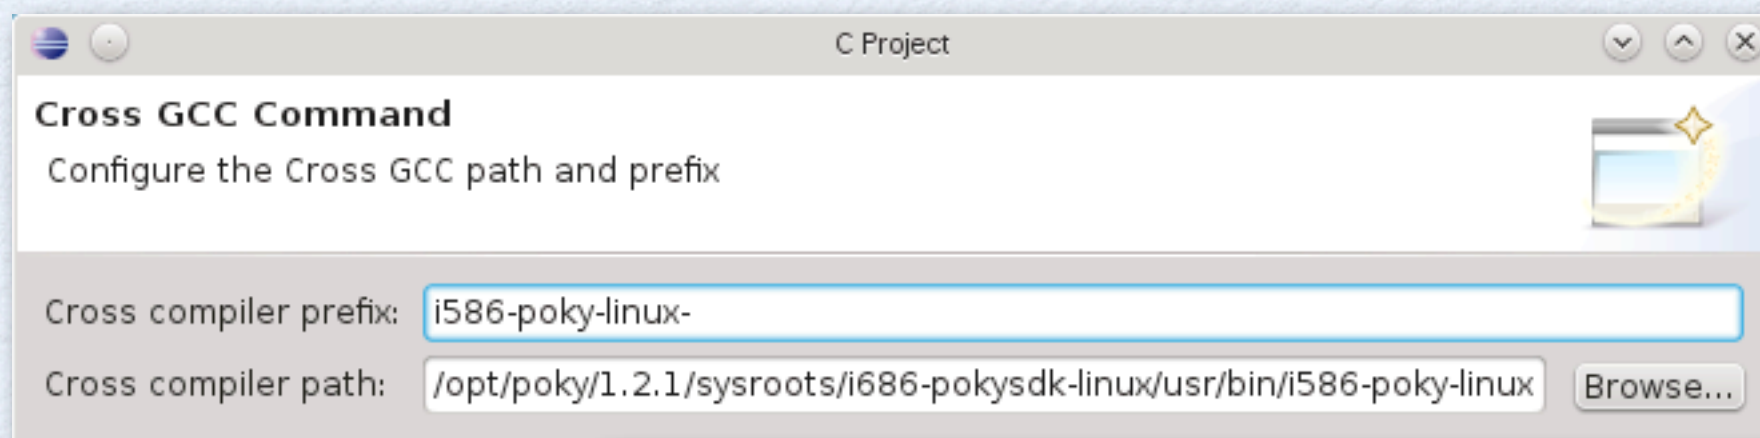 C Project
Cross GCC Command
Configure the Cross GCC path and prefix
Cross compiler prefix: i586-poky-linux-
Cross compiler path: /opt/poky/1.2.1/sysroots/i686-pokysdk-linux/usr/bin/i586-poky-linux Browse...